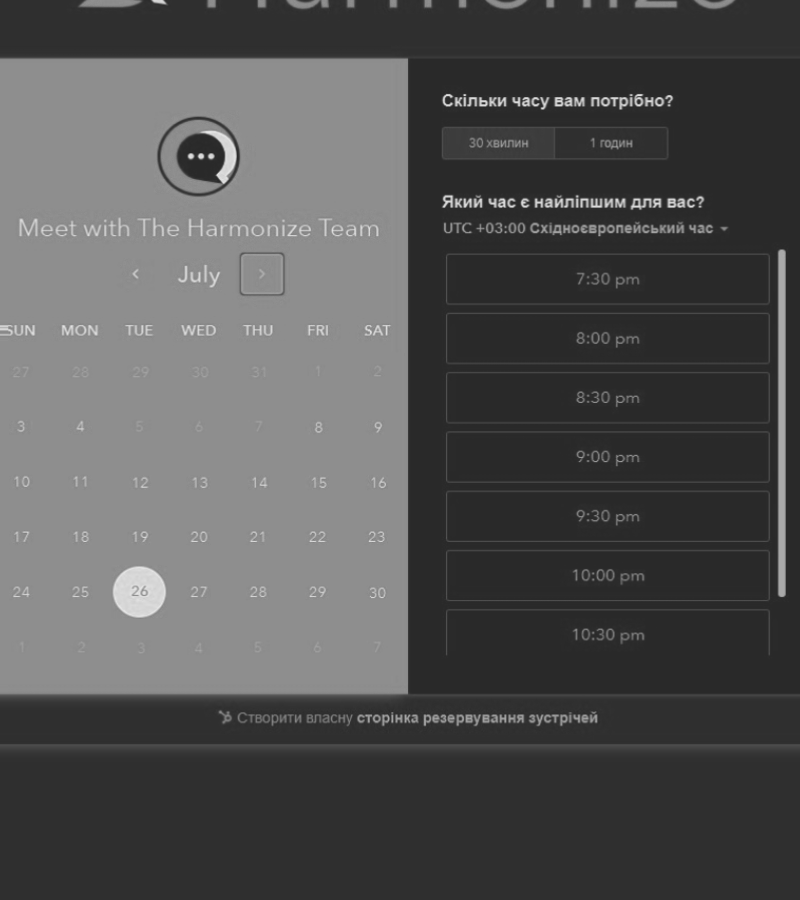 Harmonize
Meet with The Harmonize Team
July
SUN MON TUE WED THU FRI SAT
27 28 29 30 31 1 2
3 4 5 6 7 8 9
10 11 12 13 14 15 16
17 18 19 20 21 22 23
24 25 26 27 28 29 30
1 2 3 4 5 6 7
Скільки часу вам потрібно?
30 хвилин 1 годин
Який час є найліпшим для вас?
UTC +03:00 Східноєвропейський час
7:30 pm
8:00 pm
8:30 pm
9:00 pm
9:30 pm
10:00 pm
10:30 pm
Створити власну сторінка резервування зустрічей